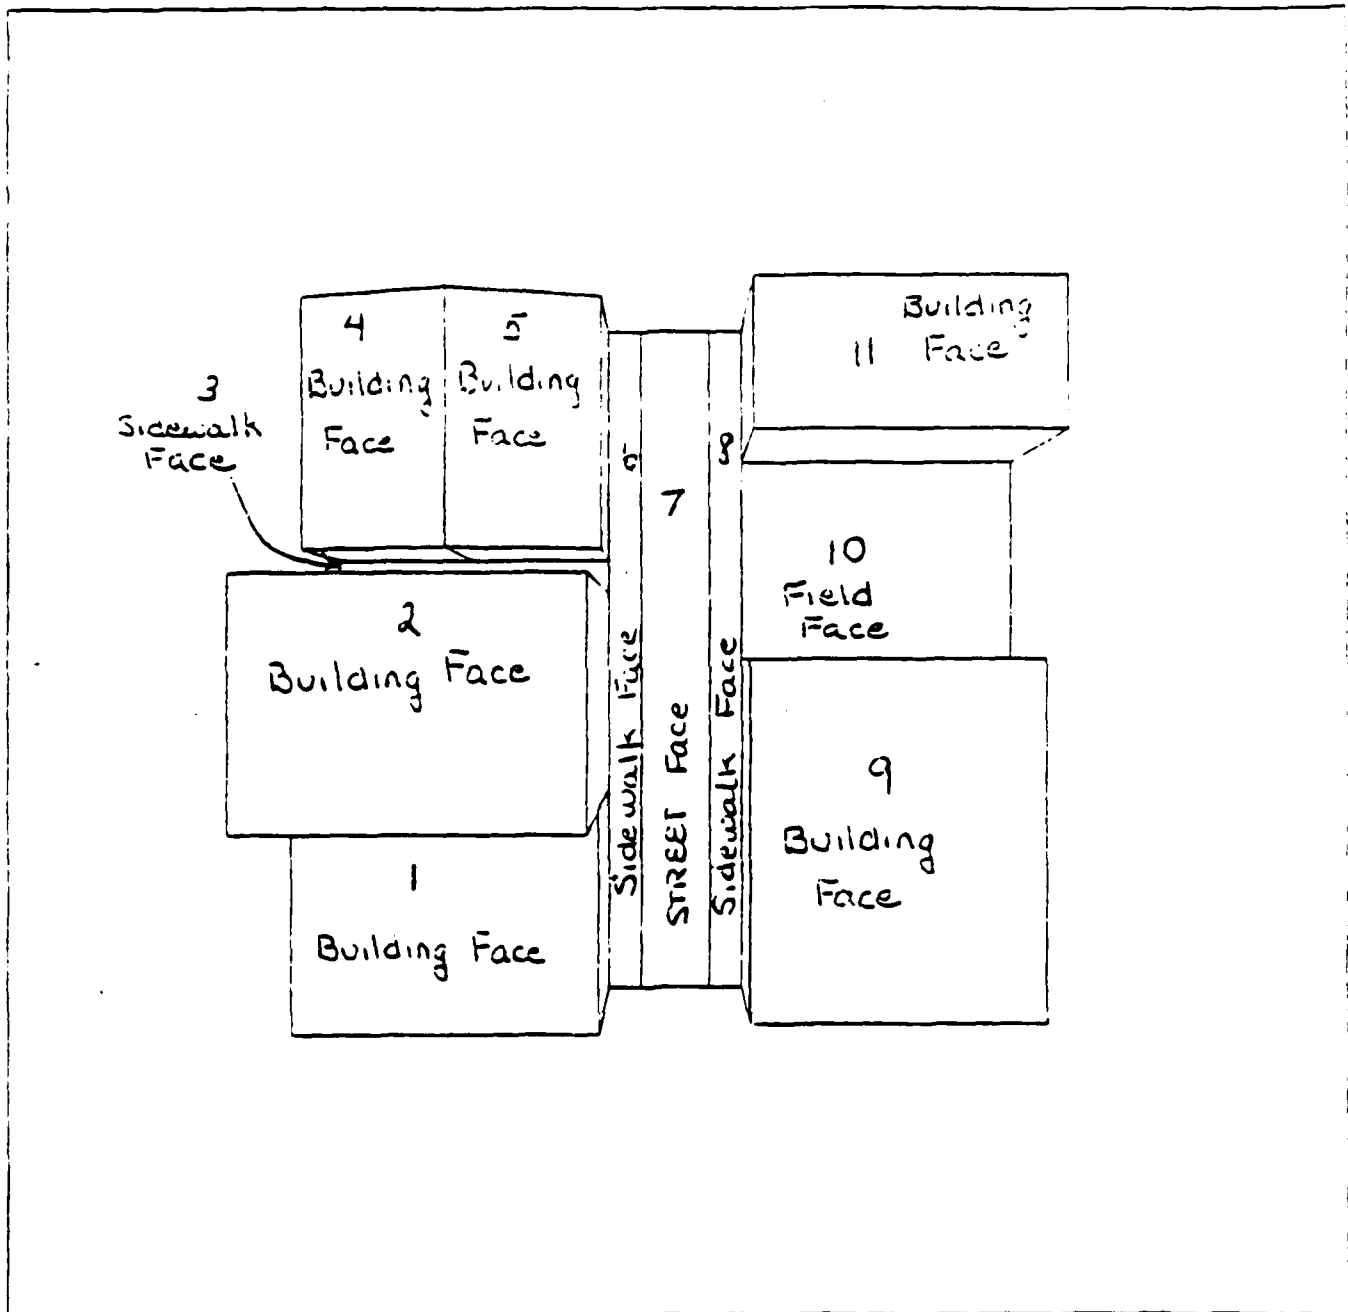 4
Building
Face
5
Building
Face
3
Sidewalk
Face
2
Building Face
1
Building Face
6
Sidewalk Face
7
STREET Face
8
Sidewalk Face
Building
11 Face
10
Field
Face
9
Building
Face